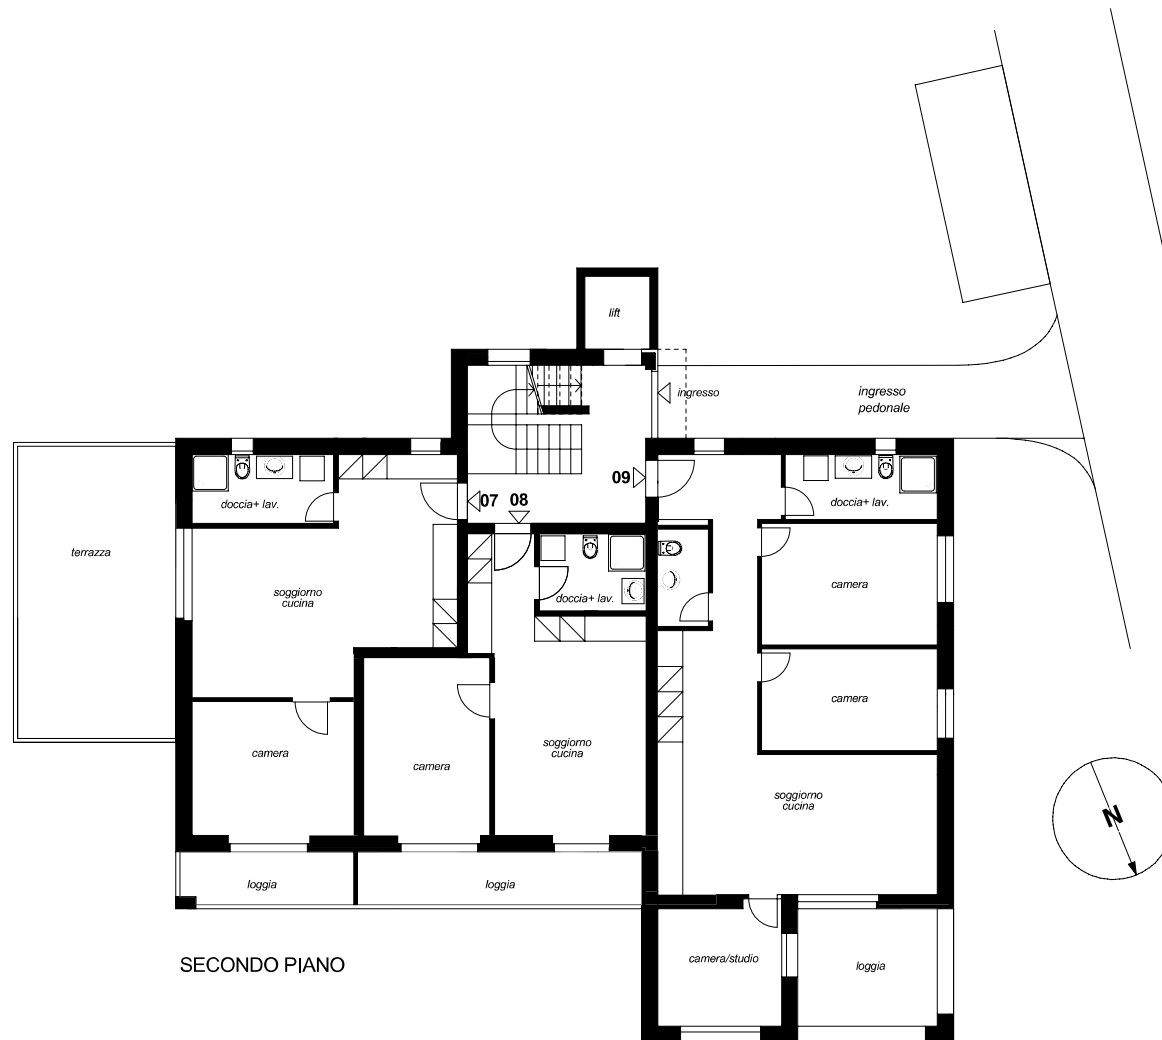 lift
ingresso
ingresso
pedonale
09
07
08
doccia+ lav.
doccia+ lav.
terrazza
soggiorno
cucina
doccia+ lav.
camera
camera
soggiorno
cucina
camera
camera
soggiorno
cucina
N
loggia
loggia
SECONDO PIANO
camera/studio
loggia